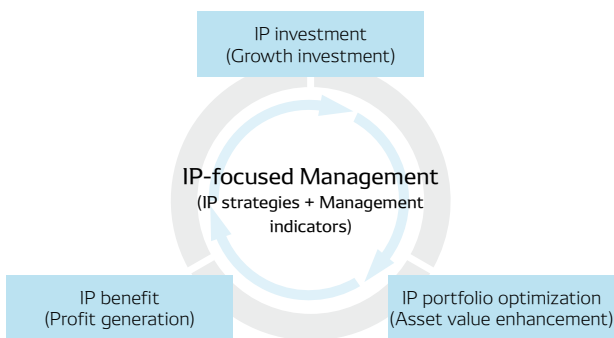 IP investment
(Growth investment)
IP-focused Management
(IP strategies + Management
indicators)
IP benefit
(Profit generation)
IP portfolio optimization
(Asset value enhancement)